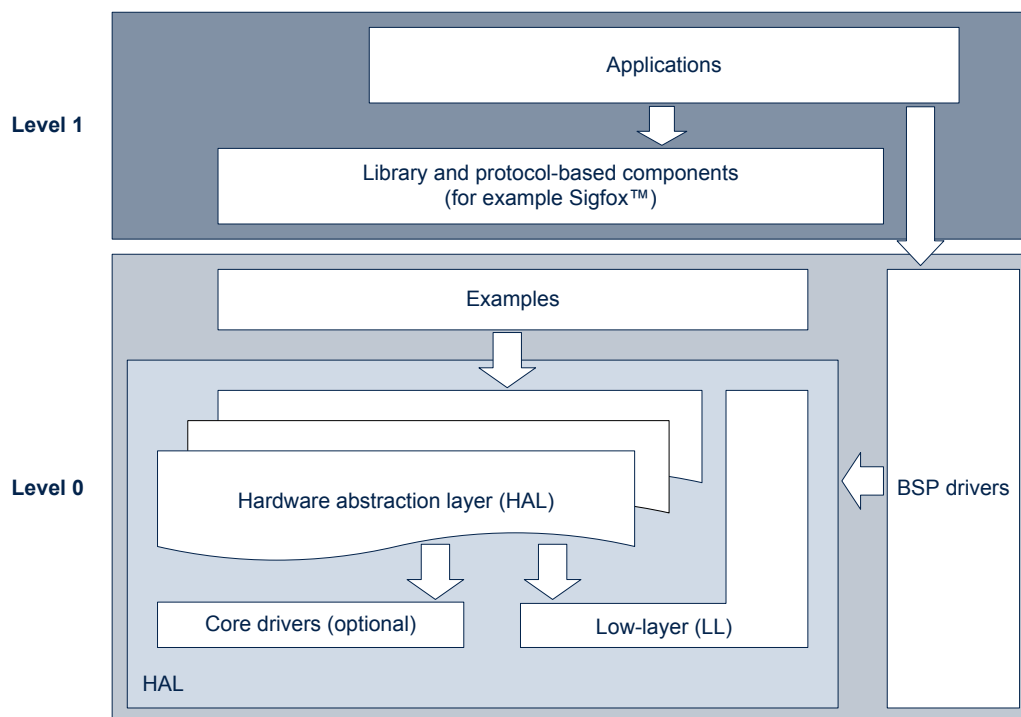 Applications
Level 1
Library and protocol-based components
(for example Sigfox™)
Examples
Level 0
Hardware abstraction layer (HAL)
BSP drivers
Core drivers (optional)
Low-layer (LL)
HAL